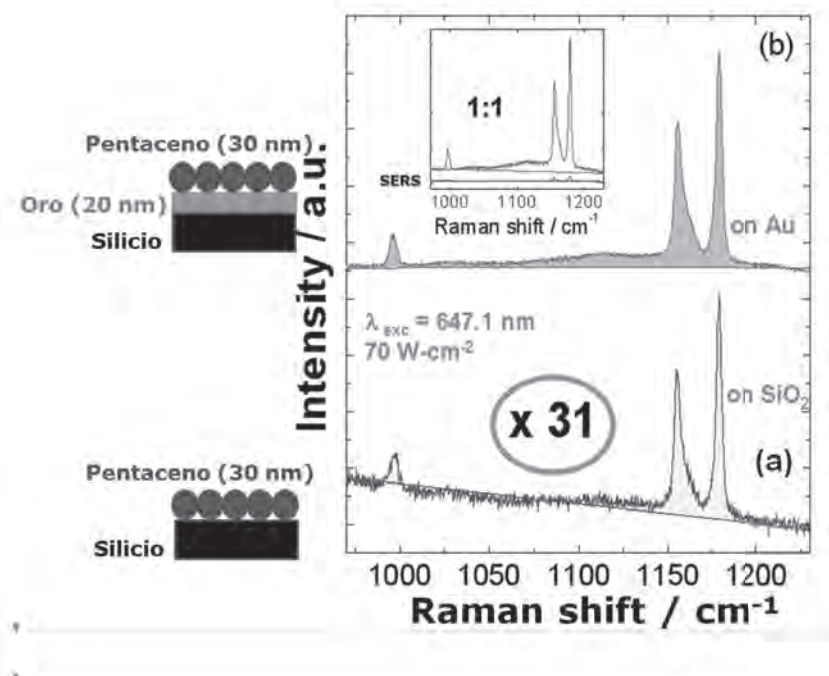 Pentaceno (30 nm)
Oro (20 nm)
Silicio
Pentaceno (30 nm)
Silicio
Intensity / a.u.
(b)
1:1
SERS
1000 1100 1200
Raman shift / cm-1
on Au
λ exc = 647.1 nm
70 W-cm-2
x 31
on SiO2
(a)
1000 1050 1100 1150 1200
Raman shift / cm-1